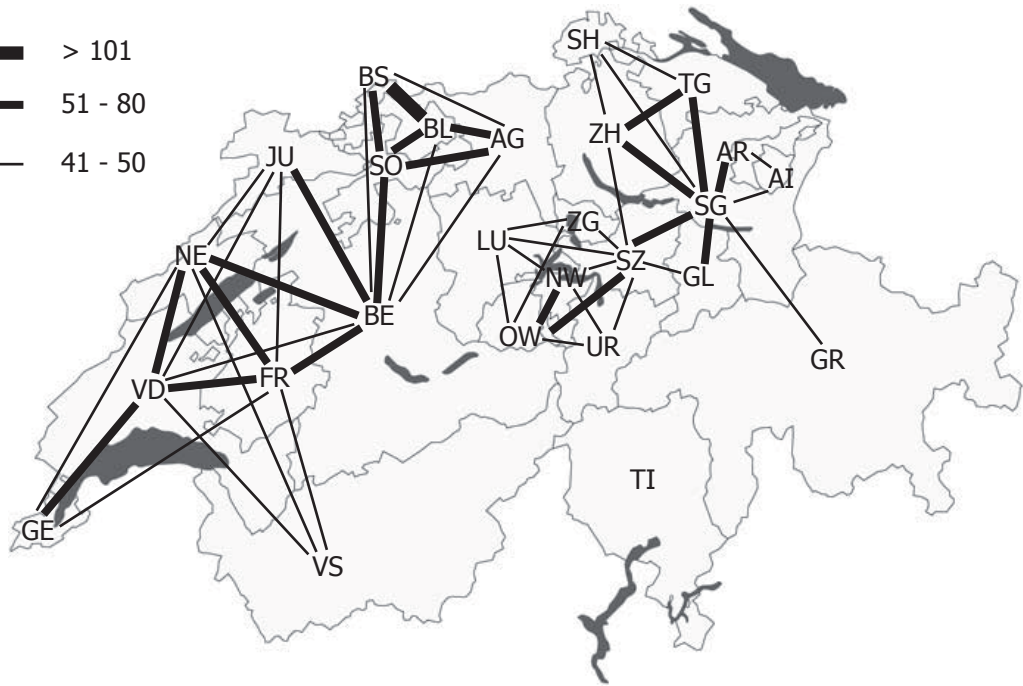 > 101
51 - 80
41 - 50
SH
BS
TG
BL
ZH
AG
JU
SO
AR
AI
SG
ZG
LU
NE
SZ
NW
GL
BE
OW
UR
GR
FR
VD
TI
GE
VS